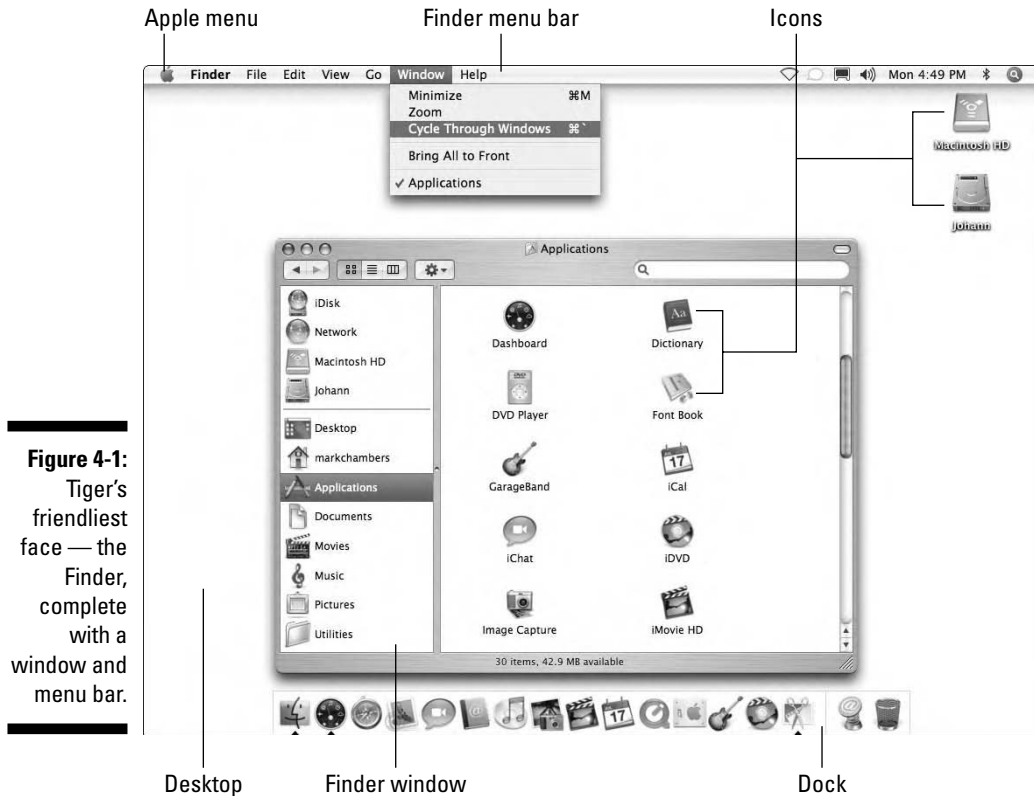 Apple menu Finder menu bar Icons
Finder File Edit View Go Window Help Mon 4:49 PM
Minimize ⌘M
Zoom
Cycle Through Windows ⌘`
Bring All to Front
✓ Applications
Macintosh HD
Johann
Applications
iDisk
Network
Macintosh HD
Johann
Desktop
markchambers
Applications
Documents
Movies
Music
Pictures
Utilities
Dashboard
Dictionary
Aa
DVD Player
DVD
Font Book
GarageBand
iCal
17
iChat
iDVD
Image Capture
iMovie HD
30 items, 42.9 MB available
17
@
Figure 4-1:
Tiger's
friendliest
face — the
Finder,
complete
with a
window and
menu bar.
Desktop Finder window Dock